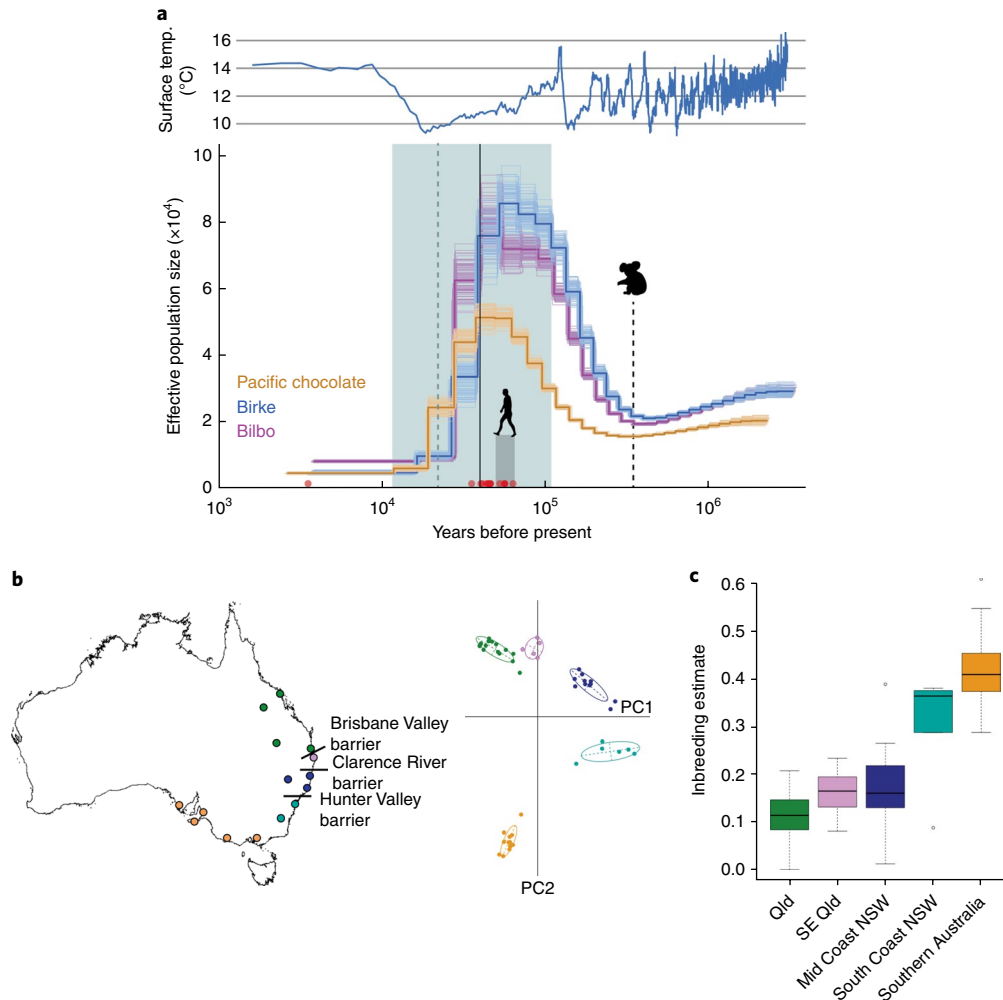 a
Surface temp.
(°C)
16
14
12
10
Effective population size (×10⁴)
10
8
6
4
2
0
Pacific chocolate
Birke
Bilbo
10³
10⁴
10⁵
10⁶
Years before present
b
Brisbane Valley
barrier
Clarence River
barrier
Hunter Valley
barrier
PC1
PC2
c
Inbreeding estimate
0.6
0.5
0.4
0.3
0.2
0.1
0.0
Qld
SE Qld
Mid Coast NSW
South Coast NSW
Southern Australia